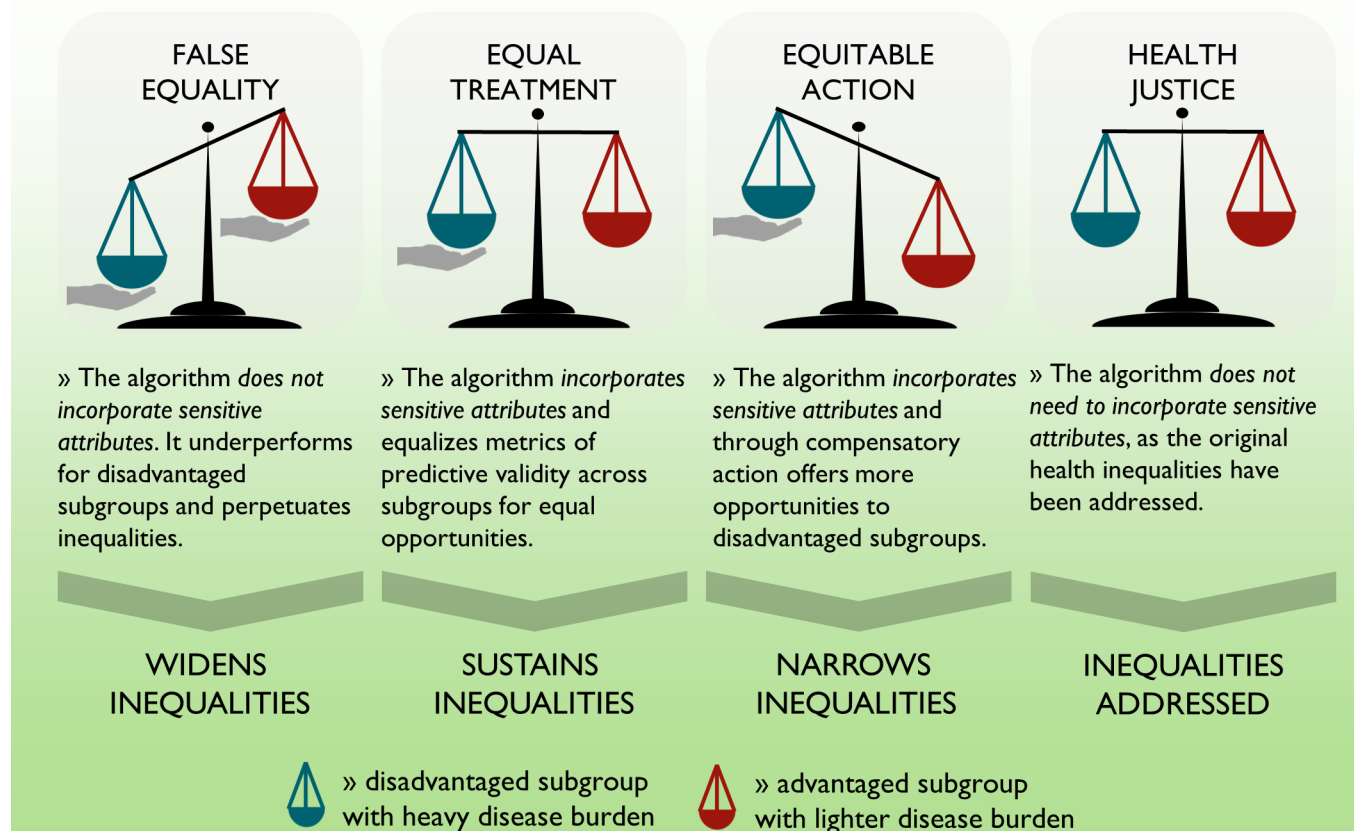 FALSE
EQUALITY
» The algorithm does not
incorporate sensitive
attributes. It underperforms
for disadvantaged
subgroups and perpetuates
inequalities.
WIDENS
INEQUALITIES
EQUAL
TREATMENT
» The algorithm incorporates
sensitive attributes and
equalizes metrics of
predictive validity across
subgroups for equal
opportunities.
SUSTAINS
INEQUALITIES
EQUITABLE
ACTION
» The algorithm incorporates
sensitive attributes and
through compensatory
action offers more
opportunities to
disadvantaged subgroups.
NARROWS
INEQUALITIES
HEALTH
JUSTICE
» The algorithm does not
need to incorporate sensitive
attributes, as the original
health inequalities have
been addressed.
INEQUALITIES
ADDRESSED
» disadvantaged subgroup
with heavy disease burden
» advantaged subgroup
with lighter disease burden